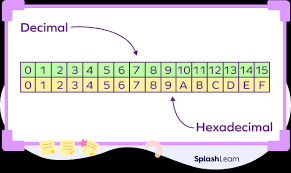 Decimal
0 1 2 3 4 5 6 7 8 9 10 11 12 13 14 15
0 1 2 3 4 5 6 7 8 9 A B C D E F
Hexadecimal
SplashLearn